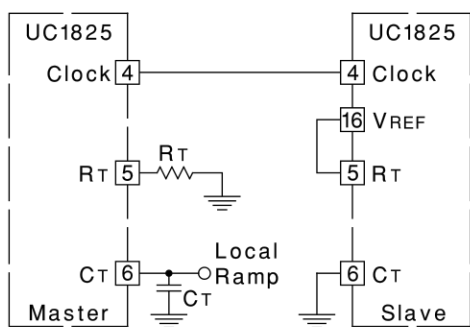 UC1825
UC1825
Clock 4
4 Clock
16 VREF
RT 5
RT
5 RT
CT 6
Local
Ramp
CT
6 CT
Master
Slave